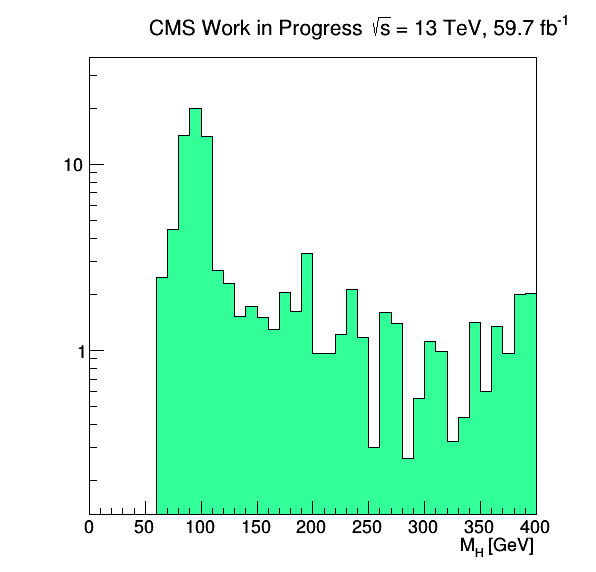 CMS Work in Progress √s = 13 TeV, 59.7 fb⁻¹
10
1
0 50 100 150 200 250 300 350 400
M_H [GeV]